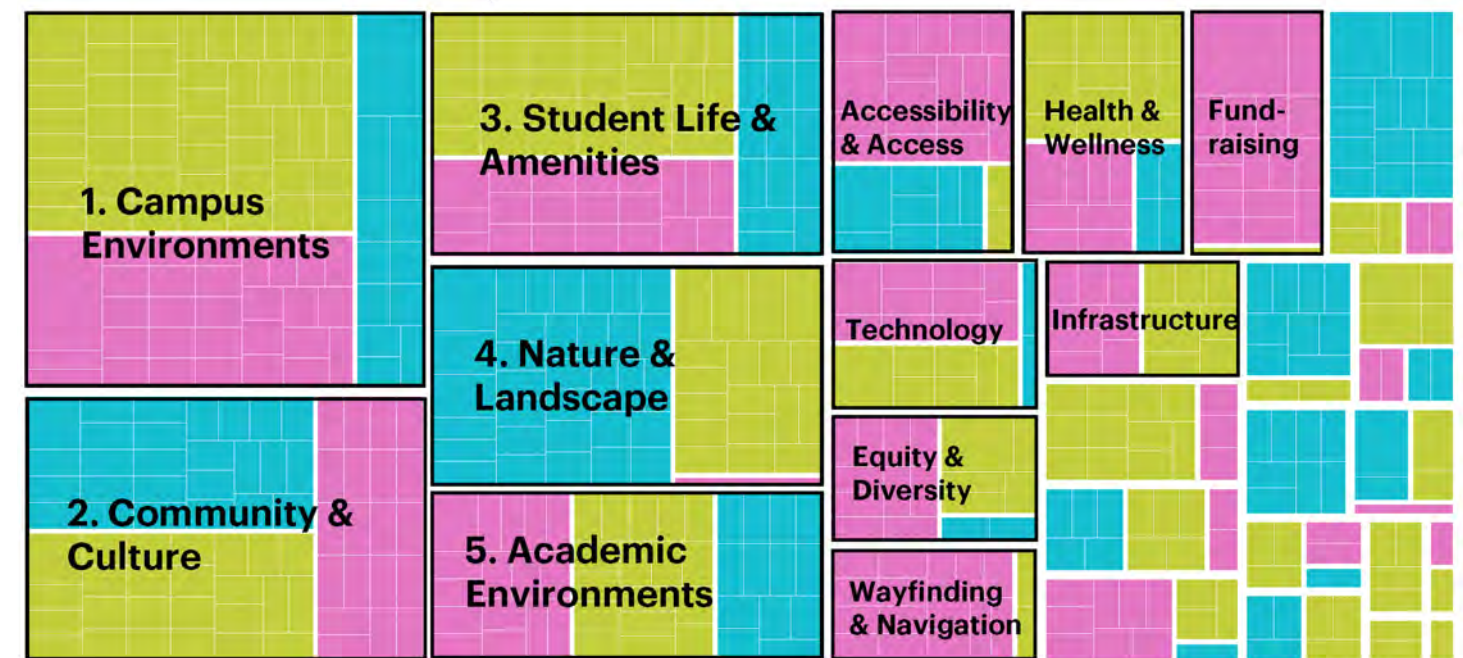 1. Campus
Environments
2. Community &
Culture
3. Student Life &
Amenities
4. Nature &
Landscape
5. Academic
Environments
Accessibility
& Access
Health &
Wellness
Fund-
raising
Technology
Infrastructure
Equity &
Diversity
Wayfinding
& Navigation